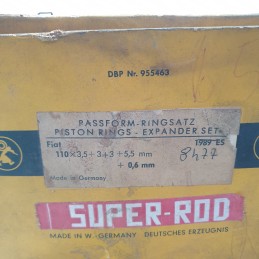 DBP Nr. 955463
PASSFORM-RINGSATZ
PISTON RINGS - EXPANDER SET
Fiat 1989 ES
110×3,5+3+3+5,5 mm 8477
+ 0,6 mm
Made in Germany
SUPER-ROD
MADE IN W.-GERMANY DEUTSCHES ERZEUGNIS